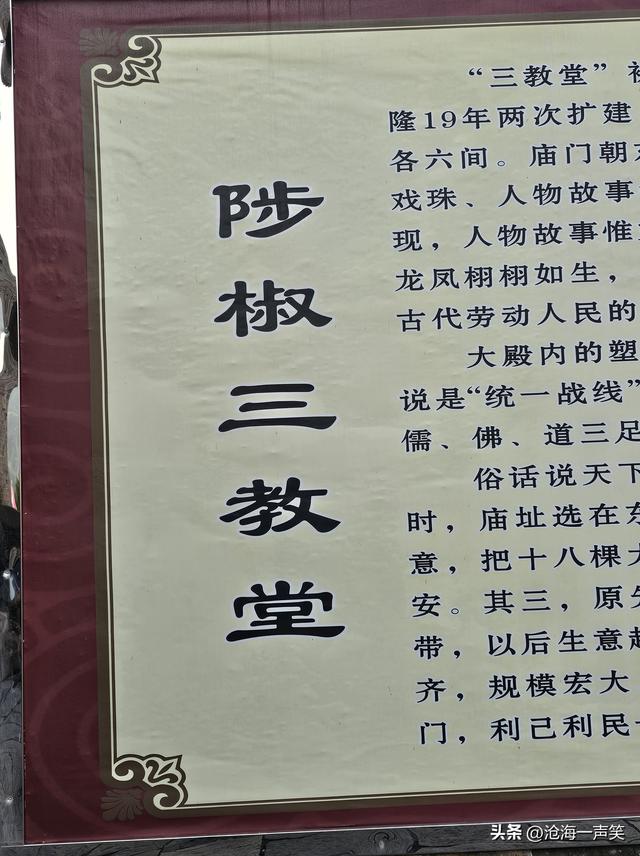 陟椒三教堂
“三教堂”
隆19年两次扩建
各六间。庙门朝
戏珠、人物故事
现，人物故事惟
龙凤栩栩如生，
古代劳动人民的
大殿内的塑
说是“统一战线”
儒、佛、道三足
俗话说天下
时，庙址选在东
意，把十八棵大
安。其三，原先
带，以后生意越
齐，规模宏大
门，利己利民
头条 @沧海一声笑